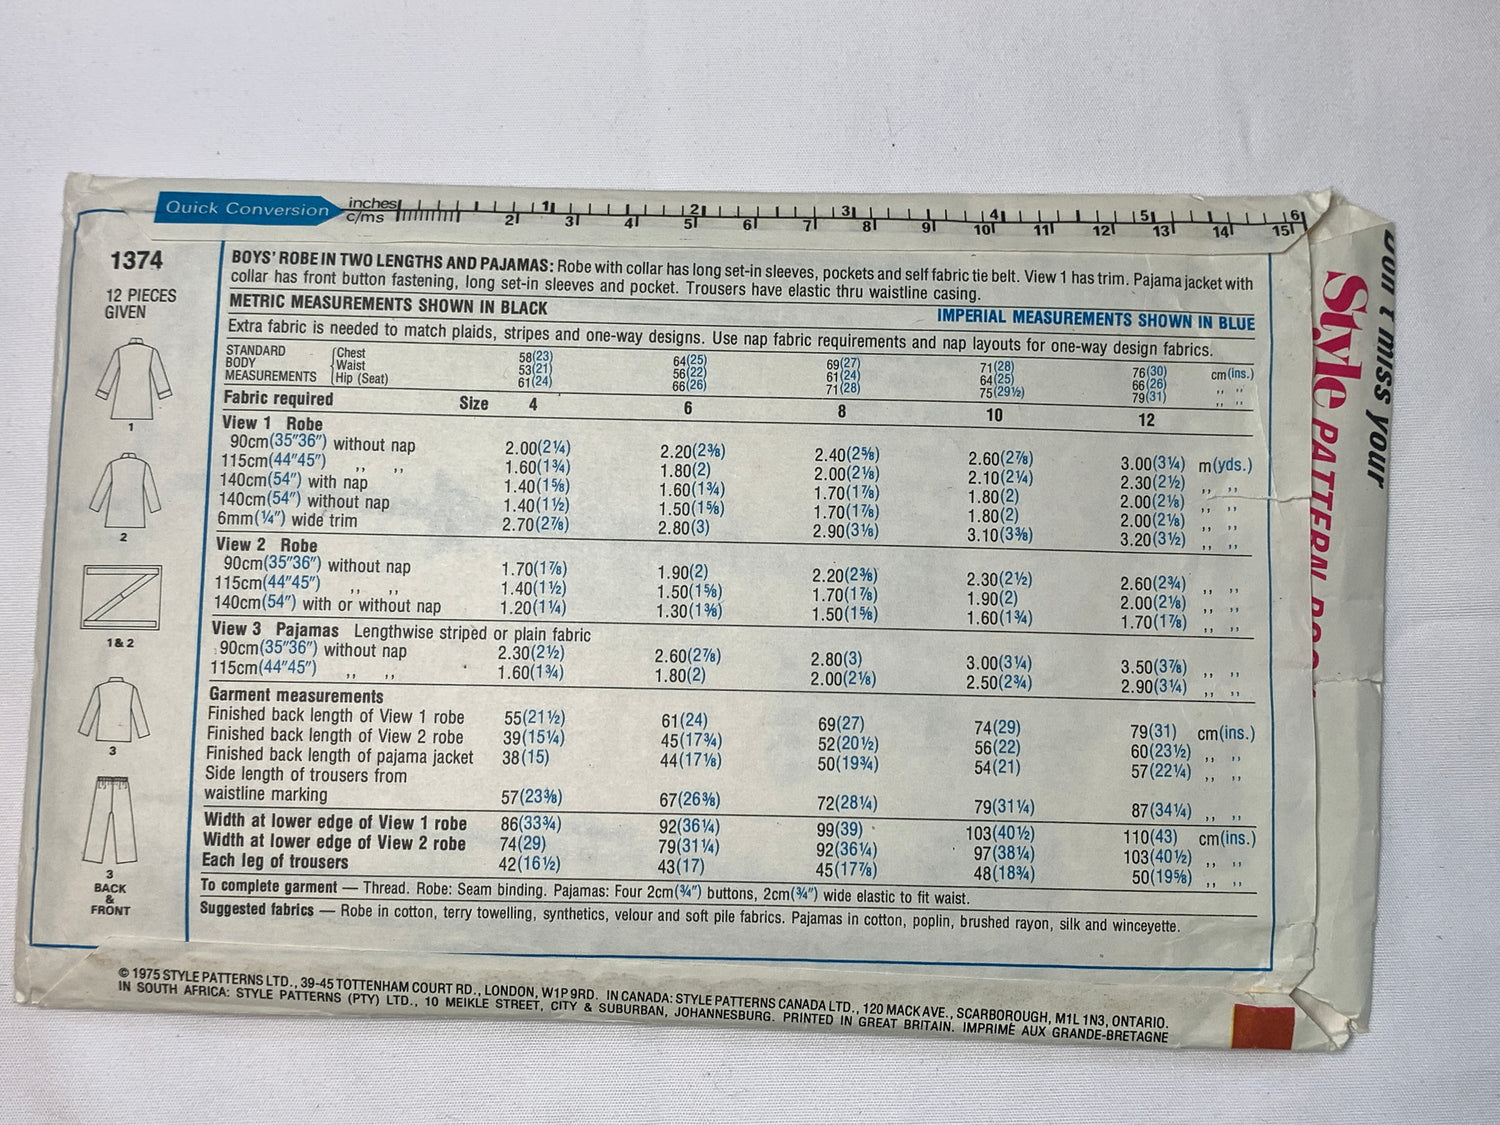 Quick Conversion
inches
c/ms
1 2 3 4 5 6
2 3 4 5 6 7 8 9 10 11 12 13 14 15
1374
12 PIECES
GIVEN
1
2
1 & 2
3
3
BACK
&
FRONT
BOYS' ROBE IN TWO LENGTHS AND PAJAMAS: Robe with collar has long set-in sleeves, pockets and self fabric tie belt. View 1 has trim. Pajama jacket with
collar has front button fastening, long set-in sleeves and pocket. Trousers have elastic thru waistline casing.
METRIC MEASUREMENTS SHOWN IN BLACK IMPERIAL MEASUREMENTS SHOWN IN BLUE
Extra fabric is needed to match plaids, stripes and one-way designs. Use nap fabric requirements and nap layouts for one-way design fabrics.
STANDARD BODY MEASUREMENTS
Chest 58(23) 64(25) 69(27) 71(28) 76(30) cm(ins.)
Waist 53(21) 56(22) 61(24) 64(25) 66(26) ,, ,,
Hip (Seat) 61(24) 66(26) 71(28) 75(29½) 79(31) ,, ,,
Fabric required Size 4 6 8 10 12
View 1 Robe
90cm(35″36″) without nap 2.00(2¼) 2.20(2⅜) 2.40(2⅝) 2.60(2⅞) 3.00(3¼) m(yds.)
115cm(44″45″) ,, ,, 1.60(1¾) 1.80(2) 2.00(2⅛) 2.10(2¼) 2.30(2½) ,, ,,
140cm(54″) with nap 1.40(1⅝) 1.60(1¾) 1.70(1⅞) 1.80(2) 2.00(2⅛) ,, ,,
140cm(54″) without nap 1.40(1½) 1.50(1⅝) 1.70(1⅞) 1.80(2) 2.00(2⅛) ,, ,,
6mm(¼″) wide trim 2.70(2⅞) 2.80(3) 2.90(3⅛) 3.10(3⅜) 3.20(3½) ,, ,,
View 2 Robe
90cm(35″36″) without nap 1.70(1⅞) 1.90(2) 2.20(2⅜) 2.30(2½) 2.60(2¾) ,, ,,
115cm(44″45″) ,, ,, 1.40(1½) 1.50(1⅝) 1.70(1⅞) 1.90(2) 2.00(2⅛) ,, ,,
140cm(54″) with or without nap 1.20(1¼) 1.30(1⅜) 1.50(1⅝) 1.60(1¾) 1.70(1⅞) ,, ,,
View 3 Pajamas Lengthwise striped or plain fabric
90cm(35″36″) without nap 2.30(2½) 2.60(2⅞) 2.80(3) 3.00(3¼) 3.50(3⅞) ,, ,,
115cm(44″45″) ,, ,, 1.60(1¾) 1.80(2) 2.00(2⅛) 2.50(2¾) 2.90(3¼) ,, ,,
Garment measurements
Finished back length of View 1 robe 55(21½) 61(24) 69(27) 74(29) 79(31) cm(ins.)
Finished back length of View 2 robe 39(15¼) 45(17¾) 52(20½) 56(22) 60(23½) ,, ,,
Finished back length of pajama jacket 38(15) 44(17⅛) 50(19¾) 54(21) 57(22¼) ,, ,,
Side length of trousers from
waistline marking 57(23⅜) 67(26⅜) 72(28¼) 79(31¼) 87(34¼) ,, ,,
Width at lower edge of View 1 robe 86(33¾) 92(36¼) 99(39) 103(40½) 110(43) cm(ins.)
Width at lower edge of View 2 robe 74(29) 79(31¼) 92(36¼) 97(38¼) 103(40½) ,, ,,
Each leg of trousers 42(16½) 43(17) 45(17⅞) 48(18¾) 50(19⅝) ,, ,,
To complete garment — Thread. Robe: Seam binding. Pajamas: Four 2cm(¾″) buttons, 2cm(¾″) wide elastic to fit waist.
Suggested fabrics — Robe in cotton, terry towelling, synthetics, velour and soft pile fabrics. Pajamas in cotton, poplin, brushed rayon, silk and winceyette.
© 1975 STYLE PATTERNS LTD., 39-45 TOTTENHAM COURT RD., LONDON, W1P 9RD. IN CANADA: STYLE PATTERNS CANADA LTD., 120 MACK AVE., SCARBOROUGH, M1L 1N3, ONTARIO.
IN SOUTH AFRICA: STYLE PATTERNS (PTY) LTD., 10 MEIKLE STREET, CITY & SUBURBAN, JOHANNESBURG. PRINTED IN GREAT BRITAIN. IMPRIMÉ AUX GRANDE-BRETAGNE
Don't miss your
Style PATTERN